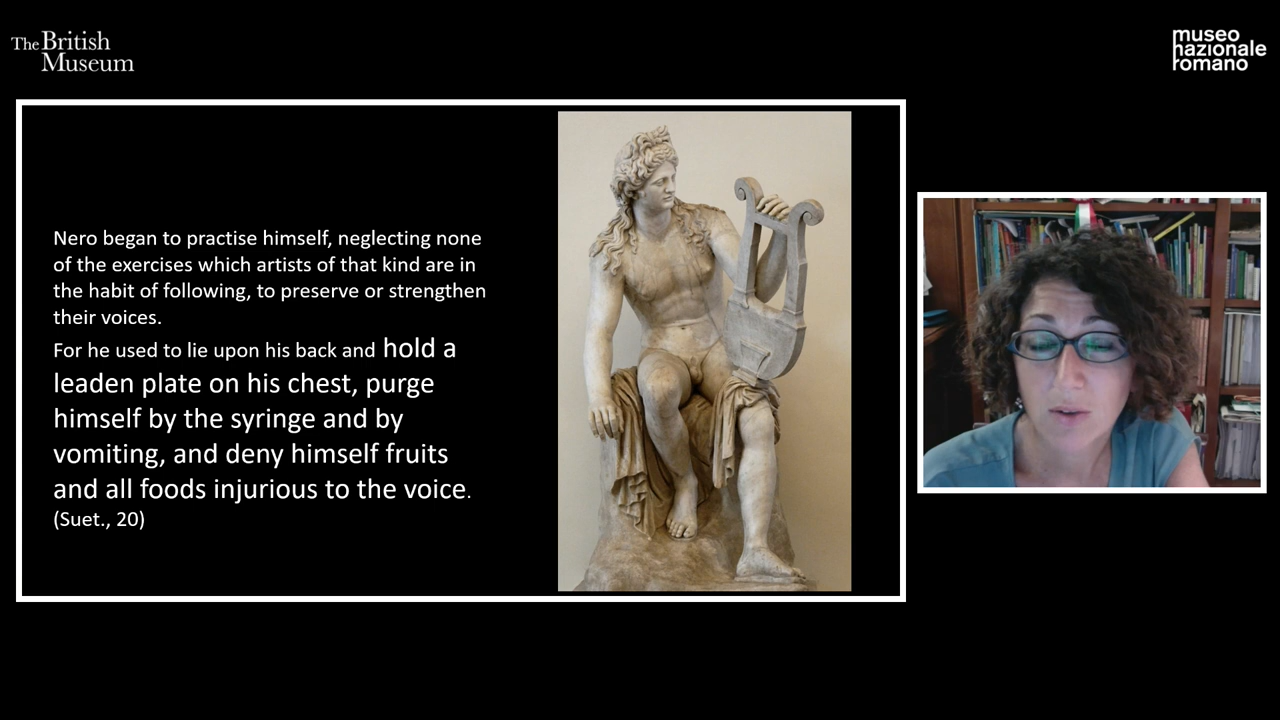 The British
Museum
museo
nazionale
romano
Nero began to practise himself, neglecting none
of the exercises which artists of that kind are in
the habit of following, to preserve or strengthen
their voices.
For he used to lie upon his back and hold a
leaden plate on his chest, purge
himself by the syringe and by
vomiting, and deny himself fruits
and all foods injurious to the voice.
(Suet., 20)